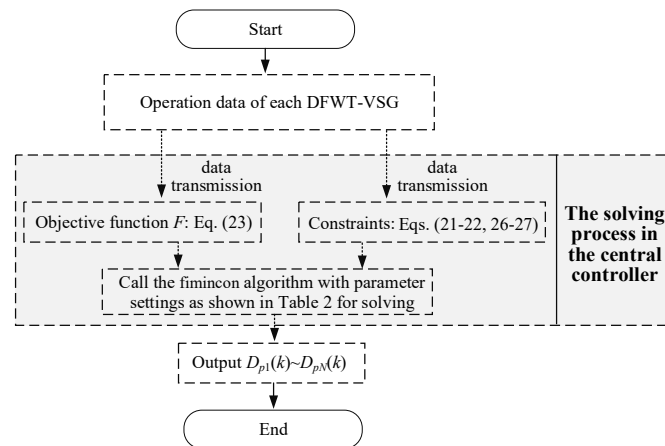 Start
Operation data of each DFWT-VSG
data
transmission
data
transmission
Objective function F: Eq. (23)
Constraints: Eqs. (21-22, 26-27)
Call the fimincon algorithm with parameter
settings as shown in Table 2 for solving
The solving
process in
the central
controller
Output Dp1(k)~DpN(k)
End